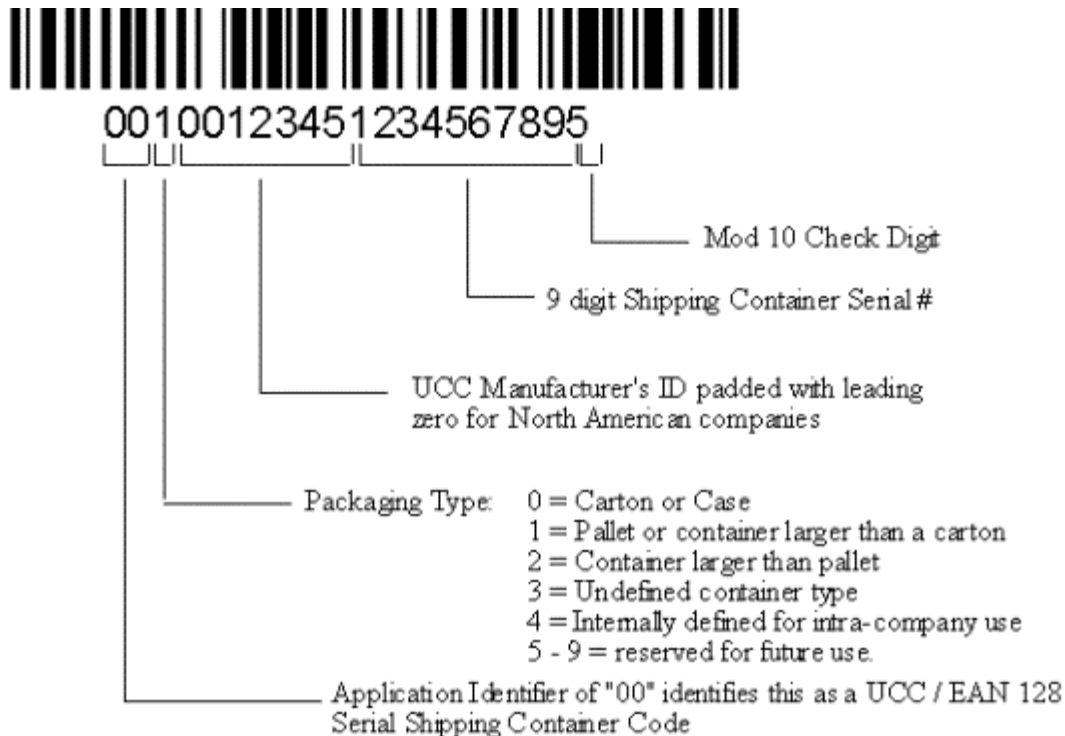 00100123451234567895
Mod 10 Check Digit
9 digit Shipping Container Serial #
UCC Manufacturer's ID padded with leading
zero for North American companies
Packaging Type: 0 = Carton or Case
1 = Pallet or container larger than a carton
2 = Container larger than pallet
3 = Undefined container type
4 = Internally defined for intra-company use
5 - 9 = reserved for future use.
Application Identifier of "00" identifies this as a UCC / EAN 128
Serial Shipping Container Code